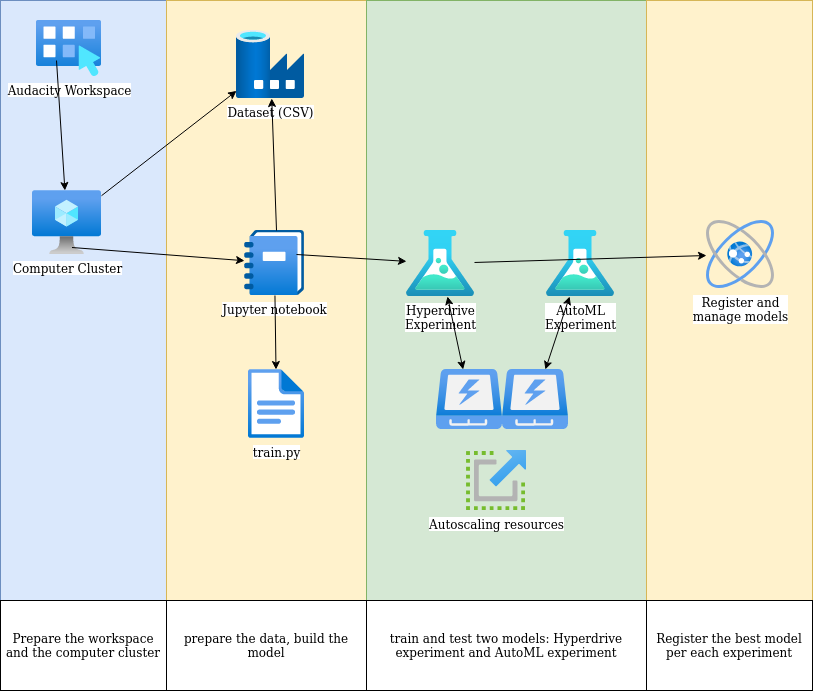 Audacity Workspace
Computer Cluster
Dataset (CSV)
Jupyter notebook
train.py
Hyperdrive
Experiment
AutoML
Experiment
Autoscaling resources
Register and
manage models
Prepare the workspace
and the computer cluster
prepare the data, build the
model
train and test two models: Hyperdrive
experiment and AutoML experiment
Register the best model
per each experiment